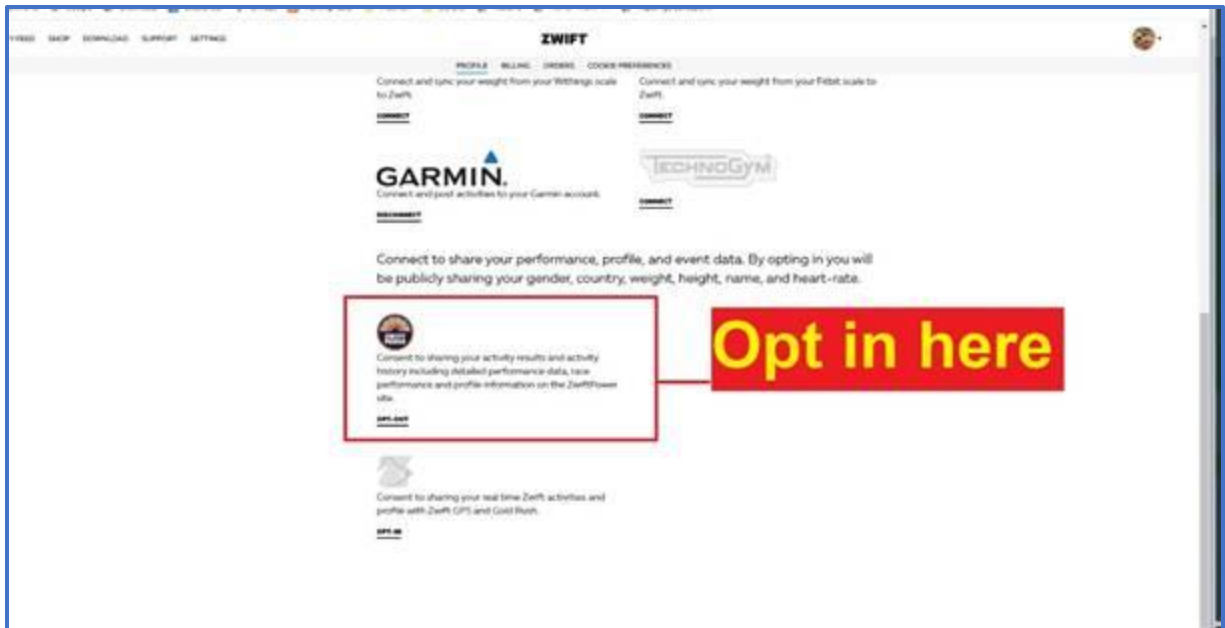 SHOP DOWNLOAD SUPPORT SETTINGS
ZWIFT
PROFILE BILLING ORDERS COOKIE PREFERENCES
Connect and sync your weight from your Withings scale
to Zwift.
CONNECT
Connect and sync your weight from your Fitbit scale to
Zwift.
CONNECT
GARMIN.
Connect and post activities to your Garmin account.
DISCONNECT
TECHNOGYM
CONNECT
Connect to share your performance, profile, and event data. By opting in you will
be publicly sharing your gender, country, weight, height, name, and heart-rate.
Consent to sharing your activity results and activity
history including detailed performance data, race
performance and profile information on the ZwiftPower
site.
OPT-OUT
Opt in here
Consent to sharing your real time Zwift activities and
profile with Zwift GPS and Gold Rush.
OPT-IN